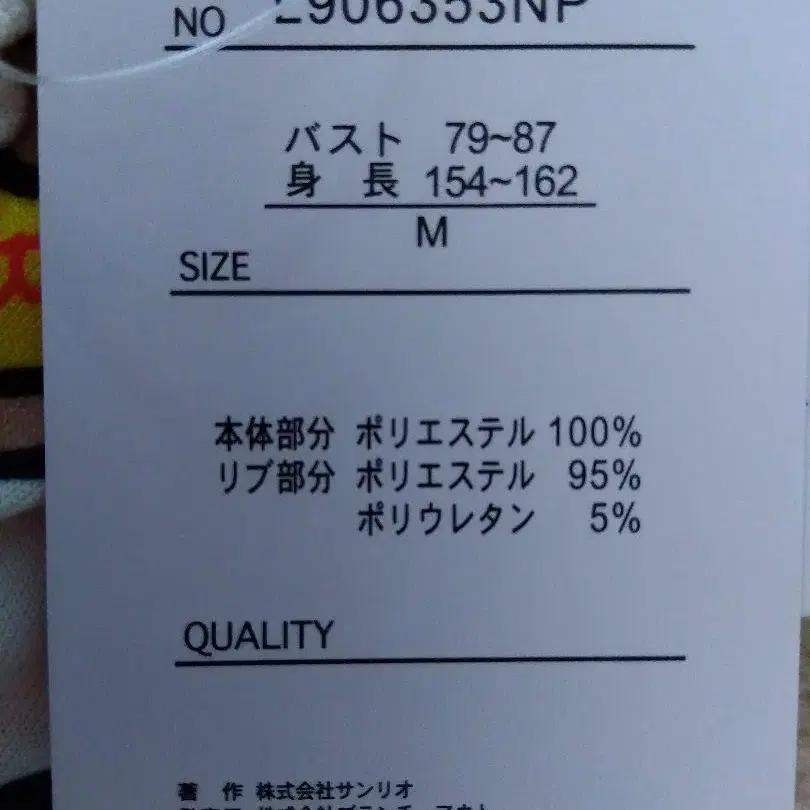 NO 2906353NP
バスト 79~87
身 長 154~162
M
SIZE
本体部分 ポリエステル 100%
リブ部分 ポリエステル 95%
ポリウレタン 5%
QUALITY
著 作 株式会社サンリオ